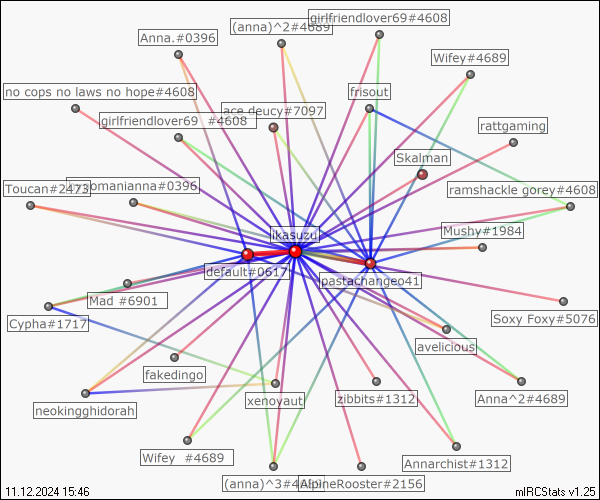 girlfriendlover69#4608
(anna)^2#4689
Anna.#0396
Wifey#4689
no cops no laws no hope#4608
frisout
ace deucy#7097
girlfriendlover69 #4608
rattgaming
Skalman
Toucan#2473
omanianna#0396
ramshackle gorey#4608
Mushy#1984
ikasuzu
default#0617
pastachangeo41
Mad #6901
Soxy Foxy#5076
Cypha#1717
avelicious
fakedingo
xenoyaut
zibbits#1312
Anna^2#4689
neokingghidorah
Wifey #4689
Annarchist#1312
(anna)^3#4689
AlpineRooster#2156
11.12.2024 15:46
mIRCStats v1.25